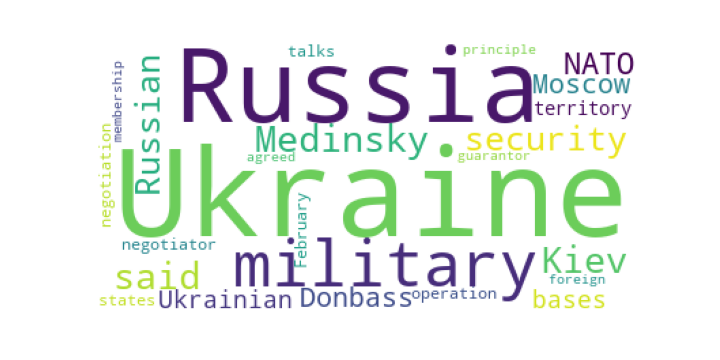 talks
principle
Russia
NATO
Russian
membership
Moscow
territory
Medinsky
security
negotiation
agreed
guarantor
Ukraine
February
negotiator
military
Kiev
said
foreign
states
Ukrainian
Donbass
operation
bases